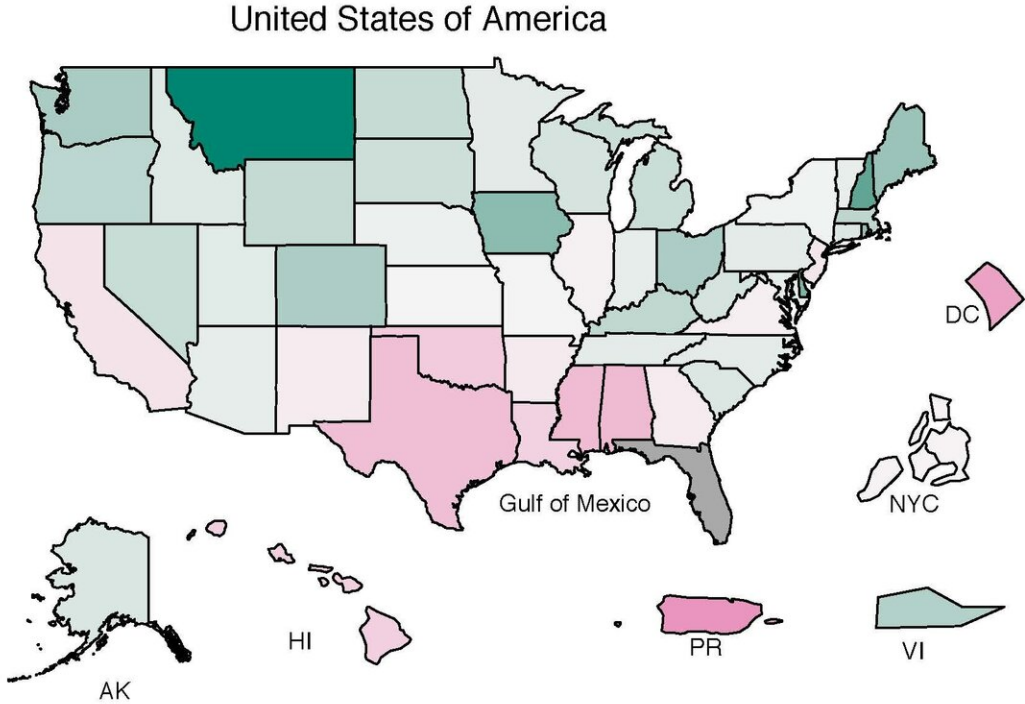 United States of America
DC
NYC
Gulf of Mexico
HI
PR
VI
AK